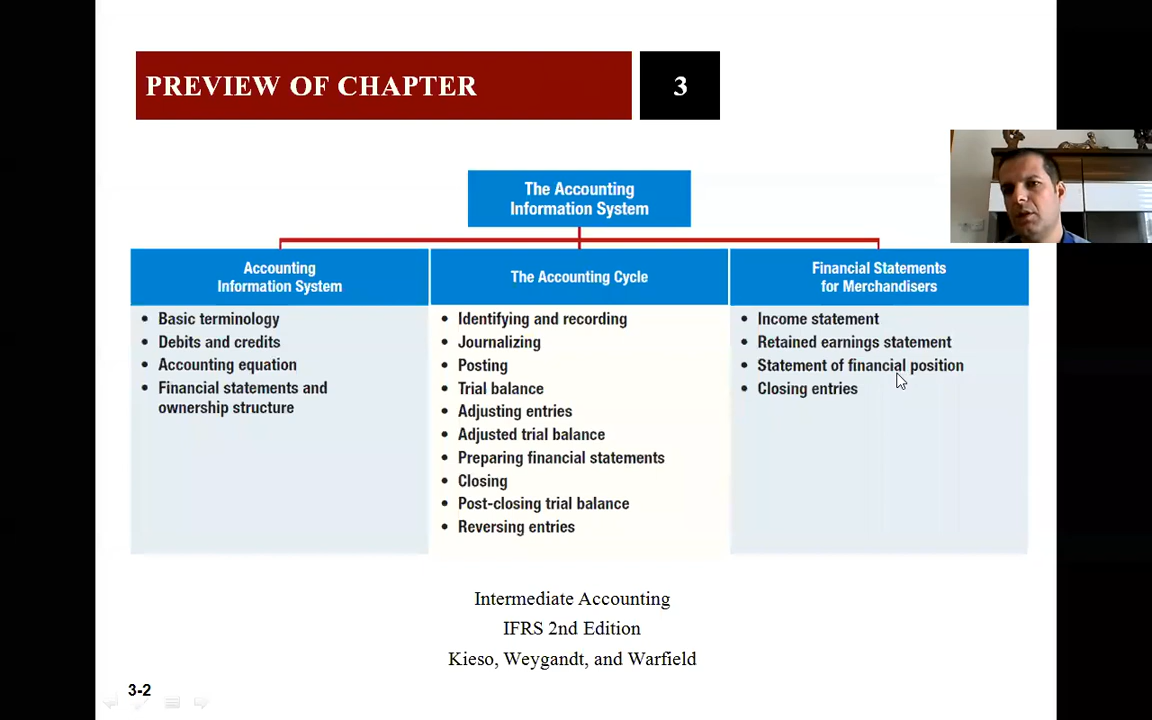 PREVIEW OF CHAPTER
3
The Accounting
Information System
Accounting
Information System
• Basic terminology
• Debits and credits
• Accounting equation
• Financial statements and
ownership structure
The Accounting Cycle
• Identifying and recording
• Journalizing
• Posting
• Trial balance
• Adjusting entries
• Adjusted trial balance
• Preparing financial statements
• Closing
• Post-closing trial balance
• Reversing entries
Financial Statements
for Merchandisers
• Income statement
• Retained earnings statement
• Statement of financial position
• Closing entries
Intermediate Accounting
IFRS 2nd Edition
Kieso, Weygandt, and Warfield
3-2